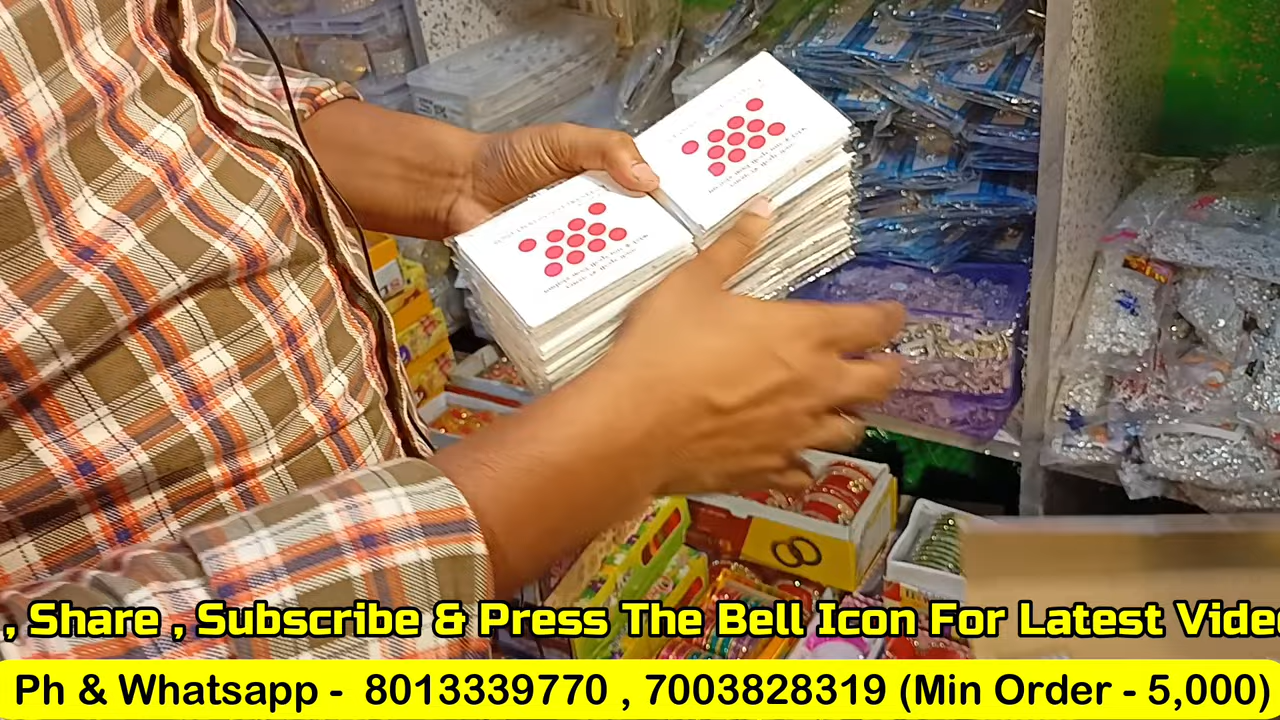 , Share , Subscribe & Press The Bell Icon For Latest Vide
Ph & Whatsapp - 8013339770 , 7003828319 (Min Order - 5,000)